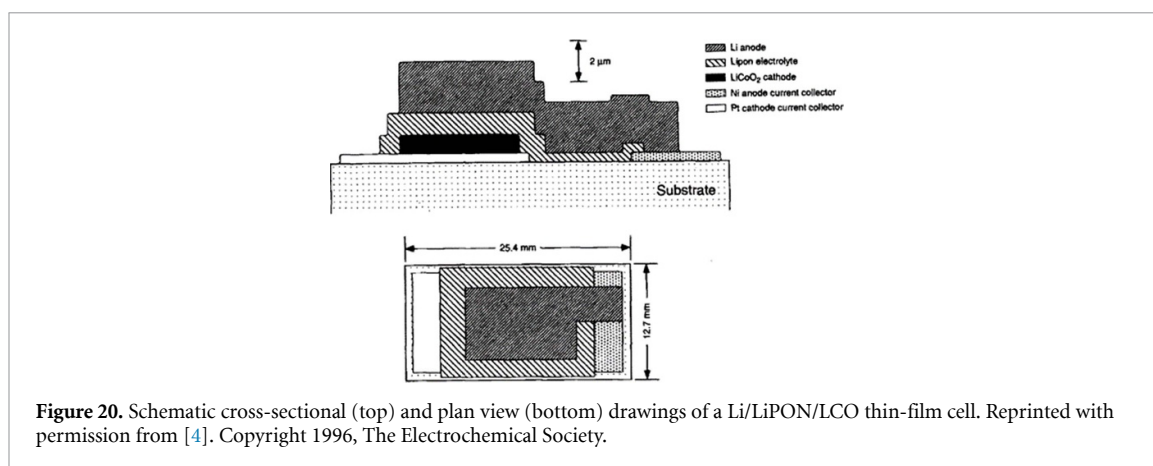 2 μm
Li anode
Lipon electrolyte
LiCoO₂ cathode
Ni anode current collector
Pt cathode current collector
Substrate
25.4 mm
12.7 mm
Figure 20. Schematic cross-sectional (top) and plan view (bottom) drawings of a Li/LiPON/LCO thin-film cell. Reprinted with
permission from [4]. Copyright 1996, The Electrochemical Society.